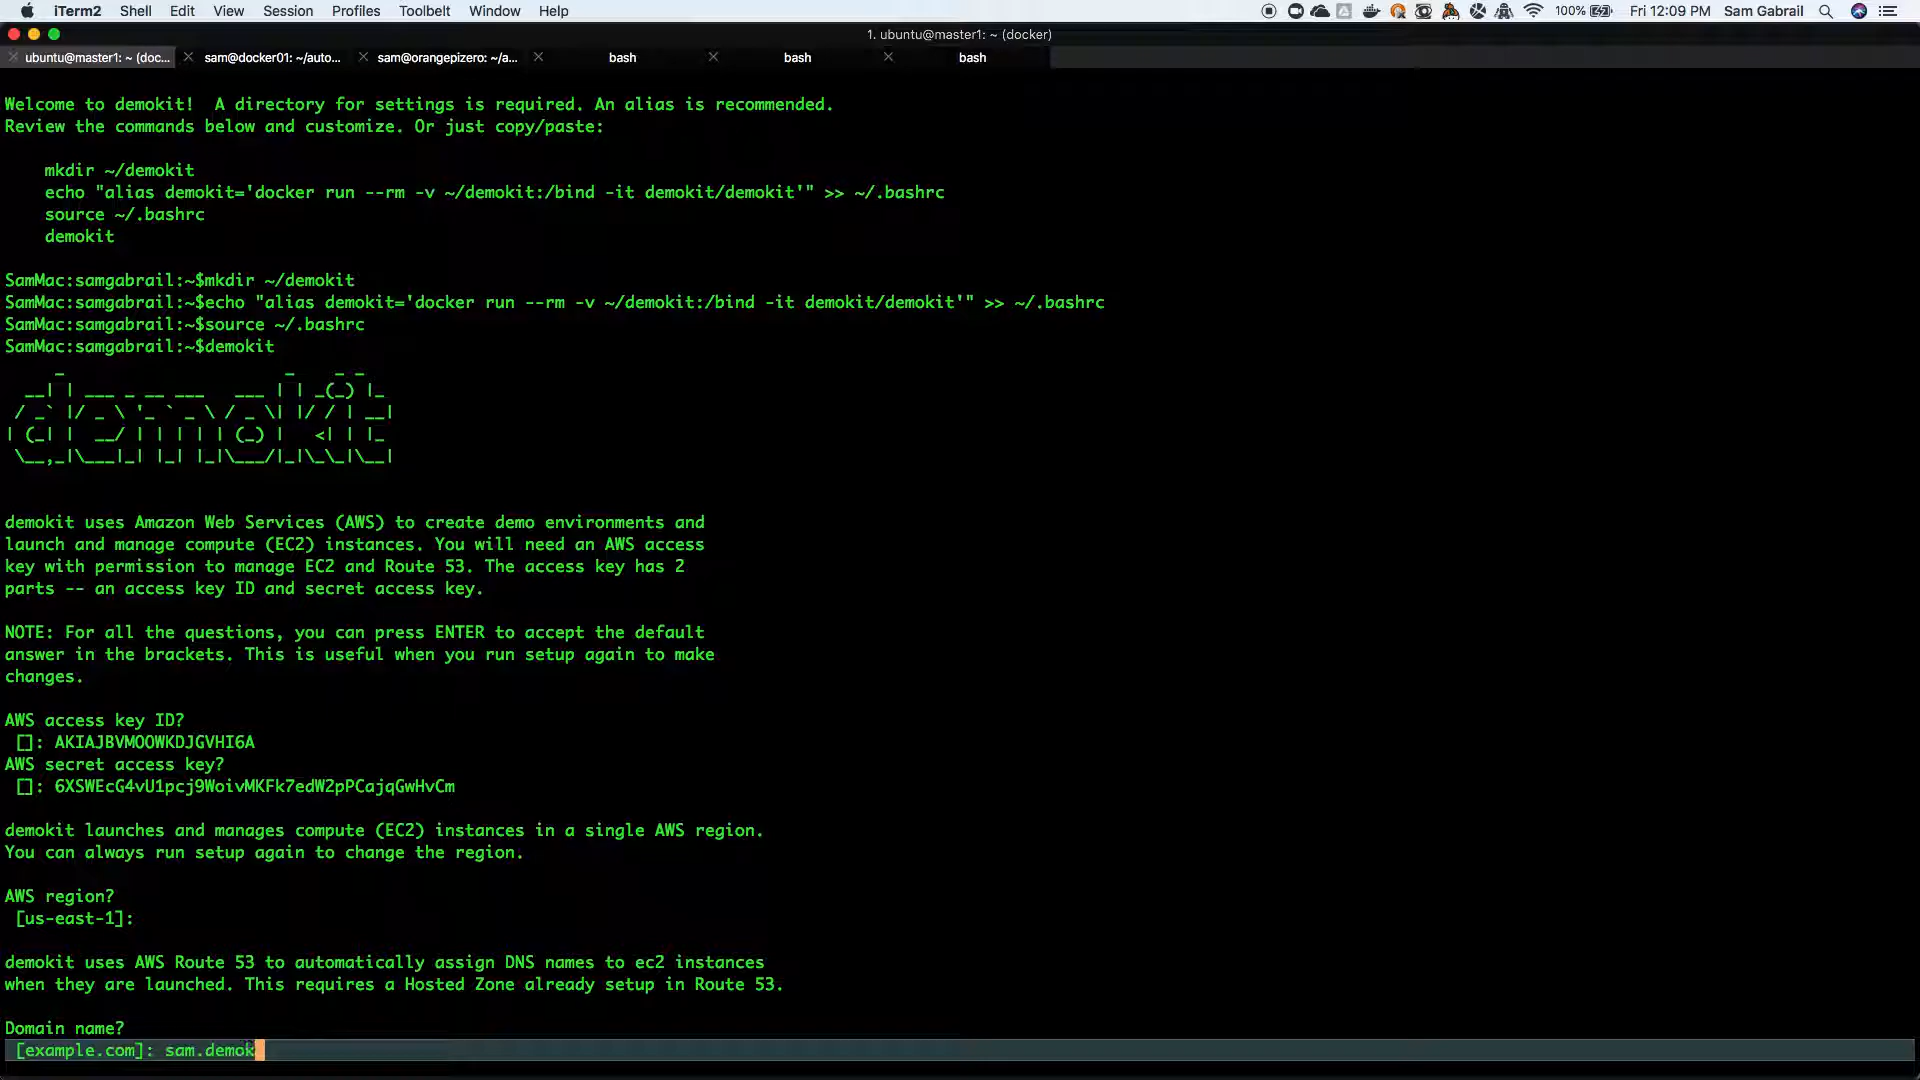 iTerm2 Shell Edit View Session Profiles Toolbelt Window Help 100% Fri 12:09 PM Sam Gabrail
1. ubuntu@master1: ~ (docker)
ubuntu@master1: ~ (doc... sam@docker01: ~/auto... sam@orangepizero: ~/a... bash bash bash
Welcome to demokit!  A directory for settings is required. An alias is recommended.
Review the commands below and customize. Or just copy/paste:
mkdir ~/demokit
echo "alias demokit='docker run --rm -v ~/demokit:/bind -it demokit/demokit'" >> ~/.bashrc
source ~/.bashrc
demokit
SamMac:samgabrail:~$mkdir ~/demokit
SamMac:samgabrail:~$echo "alias demokit='docker run --rm -v ~/demokit:/bind -it demokit/demokit'" >> ~/.bashrc
SamMac:samgabrail:~$source ~/.bashrc
SamMac:samgabrail:~$demokit
demokit
demokit uses Amazon Web Services (AWS) to create demo environments and
launch and manage compute (EC2) instances. You will need an AWS access
key with permission to manage EC2 and Route 53. The access key has 2
parts -- an access key ID and secret access key.
NOTE: For all the questions, you can press ENTER to accept the default
answer in the brackets. This is useful when you run setup again to make
changes.
AWS access key ID?
[]: AKIAJBVMOOWKDJGVHI6A
AWS secret access key?
[]: 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
demokit launches and manages compute (EC2) instances in a single AWS region.
You can always run setup again to change the region.
AWS region?
[us-east-1]:
demokit uses AWS Route 53 to automatically assign DNS names to ec2 instances
when they are launched. This requires a Hosted Zone already setup in Route 53.
Domain name?
[example.com]: sam.demok